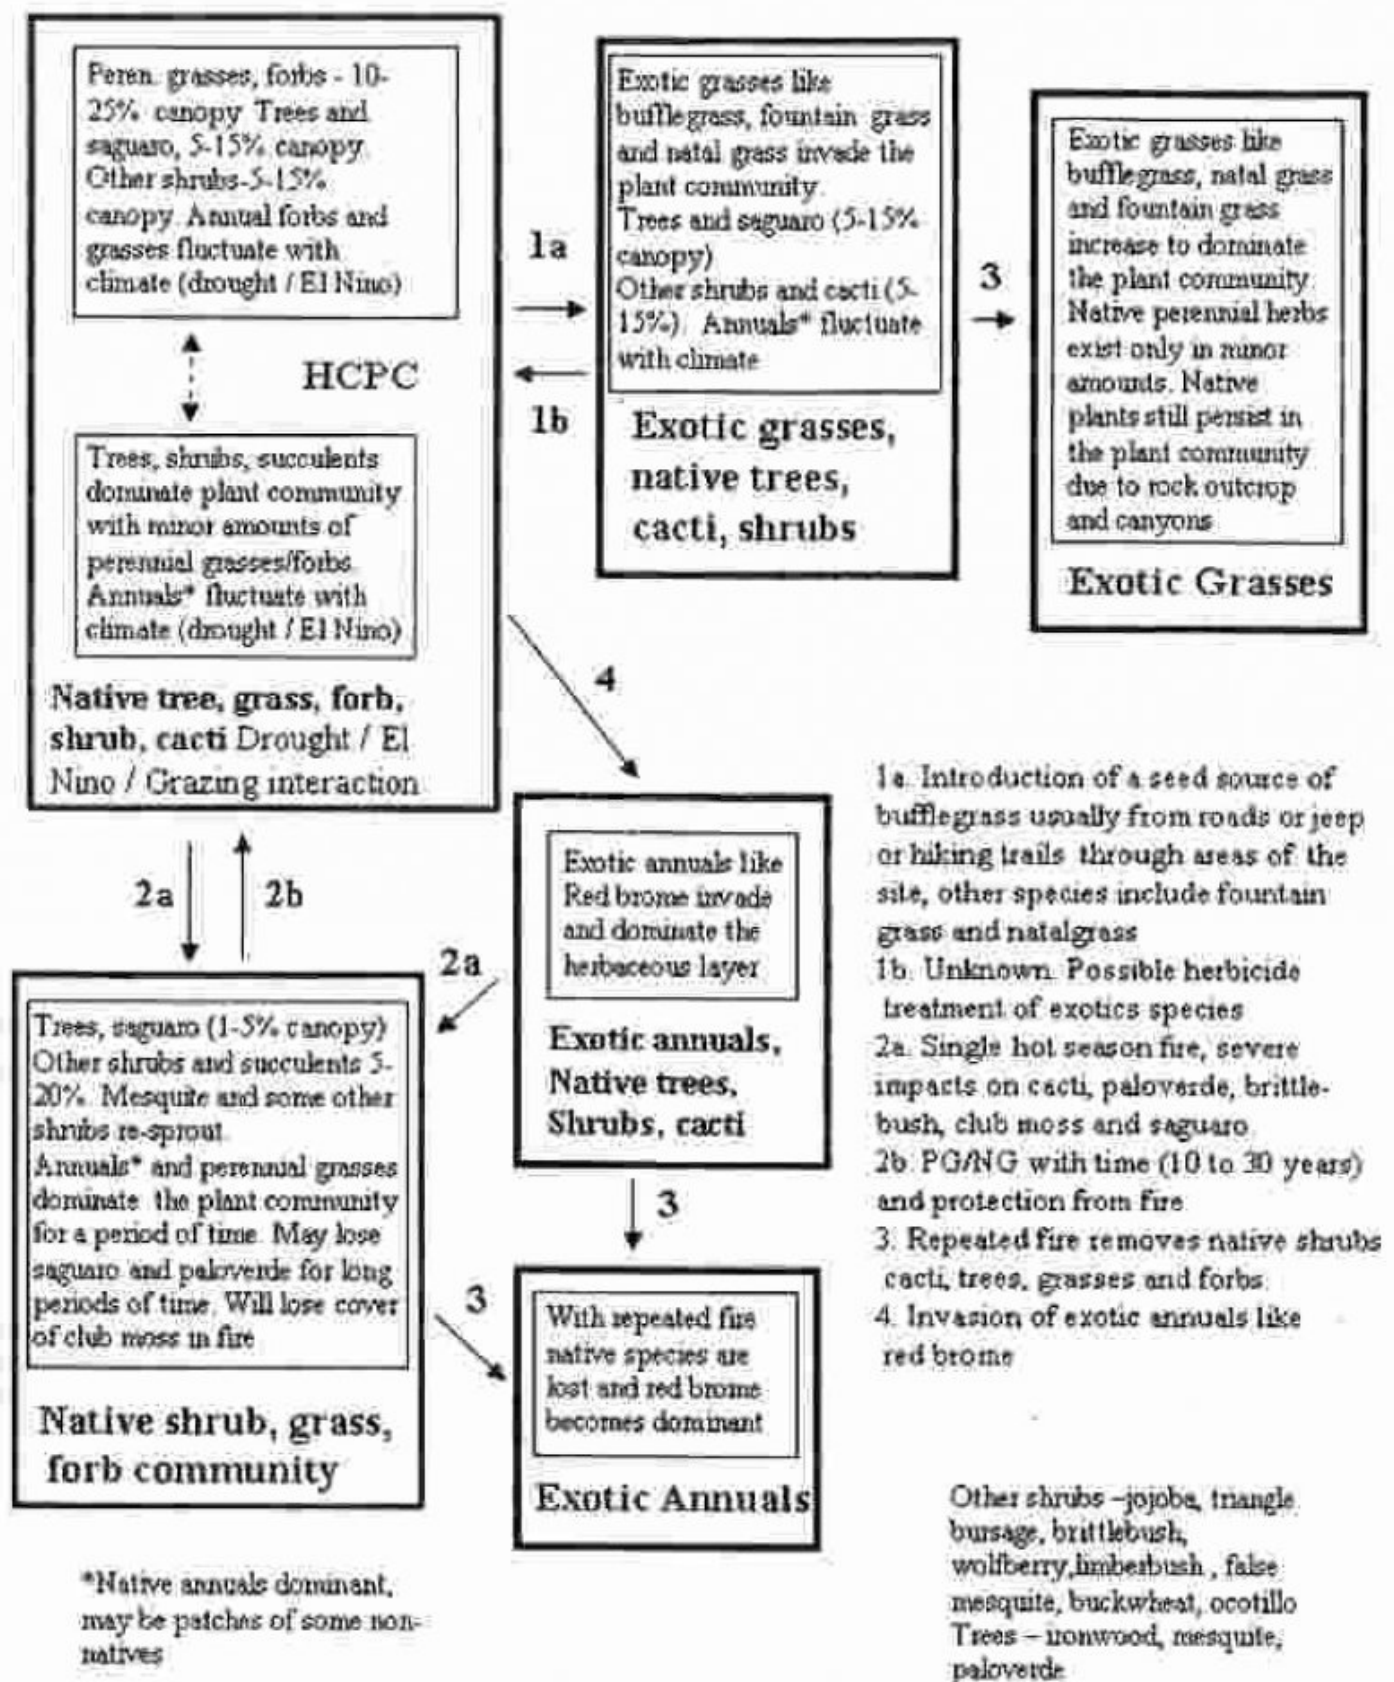 Peren. grasses, forbs - 10-
25% canopy Trees and
saguaro, 5-15% canopy.
Other shrubs-5-15%
canopy. Annual forbs and
grasses fluctuate with
climate (drought / El Nino)
HCPC
Trees, shrubs, succulents
dominate plant community
with minor amounts of
perennial grasses/forbs.
Annuals* fluctuate with
climate (drought / El Nino)
Native tree, grass, forb,
shrub, cacti Drought / El
Nino / Grazing interaction
1a
1b
Exotic grasses like
bufflegrass, fountain grass
and natal grass invade the
plant community.
Trees and saguaro (5-15%
canopy)
Other shrubs and cacti (5-
15%). Annuals* fluctuate
with climate
Exotic grasses,
native trees,
cacti, shrubs
3
Exotic grasses like
bufflegrass, natal grass
and fountain grass
increase to dominate
the plant community.
Native perennial herbs
exist only in minor
amounts. Native
plants still persist in
the plant community
due to rock outcrop
and canyons
Exotic Grasses
4
2a
2b
Exotic annuals like
Red brome invade
and dominate the
herbaceous layer
Exotic annuals,
Native trees,
Shrubs, cacti
2a
3
Trees, saguaro (1-5% canopy)
Other shrubs and succulents 5-
20%. Mesquite and some other
shrubs re-sprout.
Annuals* and perennial grasses
dominate the plant community
for a period of time. May lose
saguaro and paloverde for long
periods of time. Will lose cover
of club moss in fire
Native shrub, grass,
forb community
3
With repeated fire
native species are
lost and red brome
becomes dominant
Exotic Annuals
1a. Introduction of a seed source of
bufflegrass usually from roads or jeep
or hiking trails through areas of the
site, other species include fountain
grass and natalgrass
1b. Unknown. Possible herbicide
treatment of exotics species
2a. Single hot season fire, severe
impacts on cacti, paloverde, brittle-
bush, club moss and saguaro
2b. PG/NG with time (10 to 30 years)
and protection from fire
3. Repeated fire removes native shrubs
cacti, trees, grasses and forbs.
4. Invasion of exotic annuals like
red brome
*Native annuals dominant,
may be patches of some non-
natives
Other shrubs –jojoba, triangle
bursage, brittlebush,
wolfberry,limberbush , false
mesquite, buckwheat, ocotillo
Trees – ironwood, mesquite,
paloverde